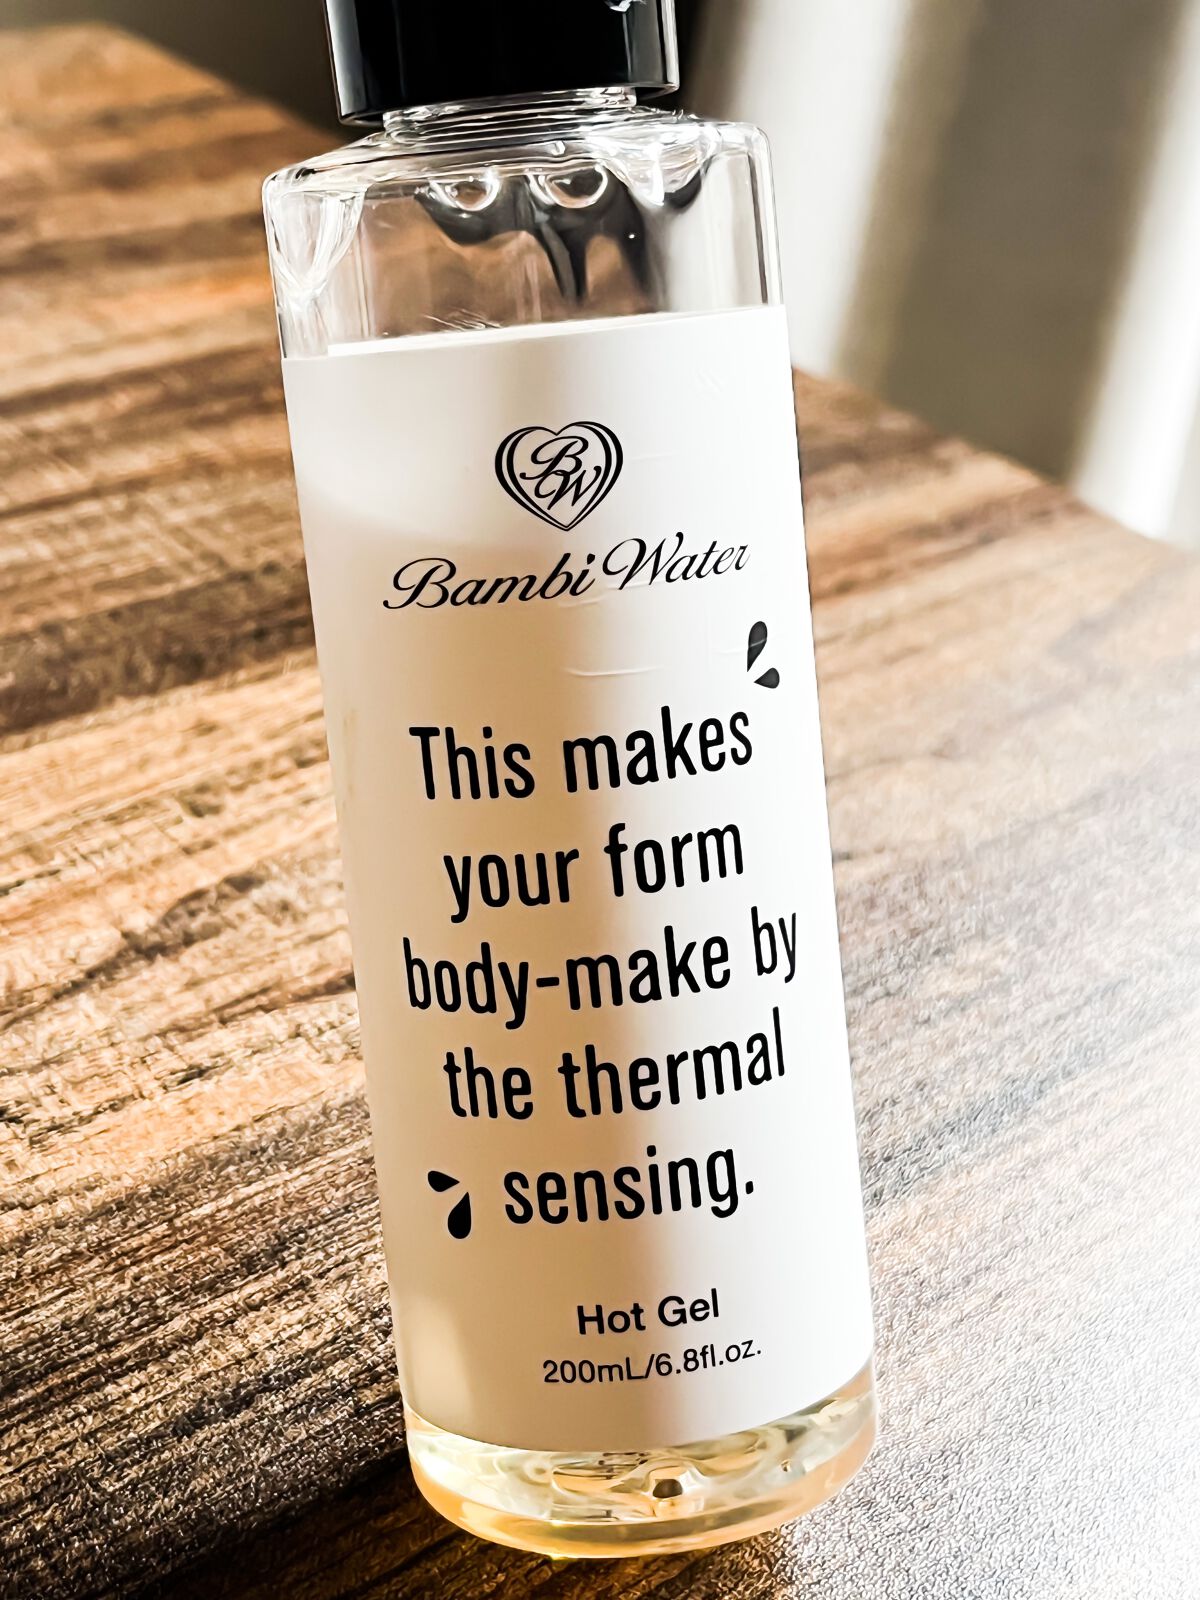 BW
Bambi Water
This makes
your form
body-make by
the thermal
sensing.
Hot Gel
200mL/6.8fl.oz.